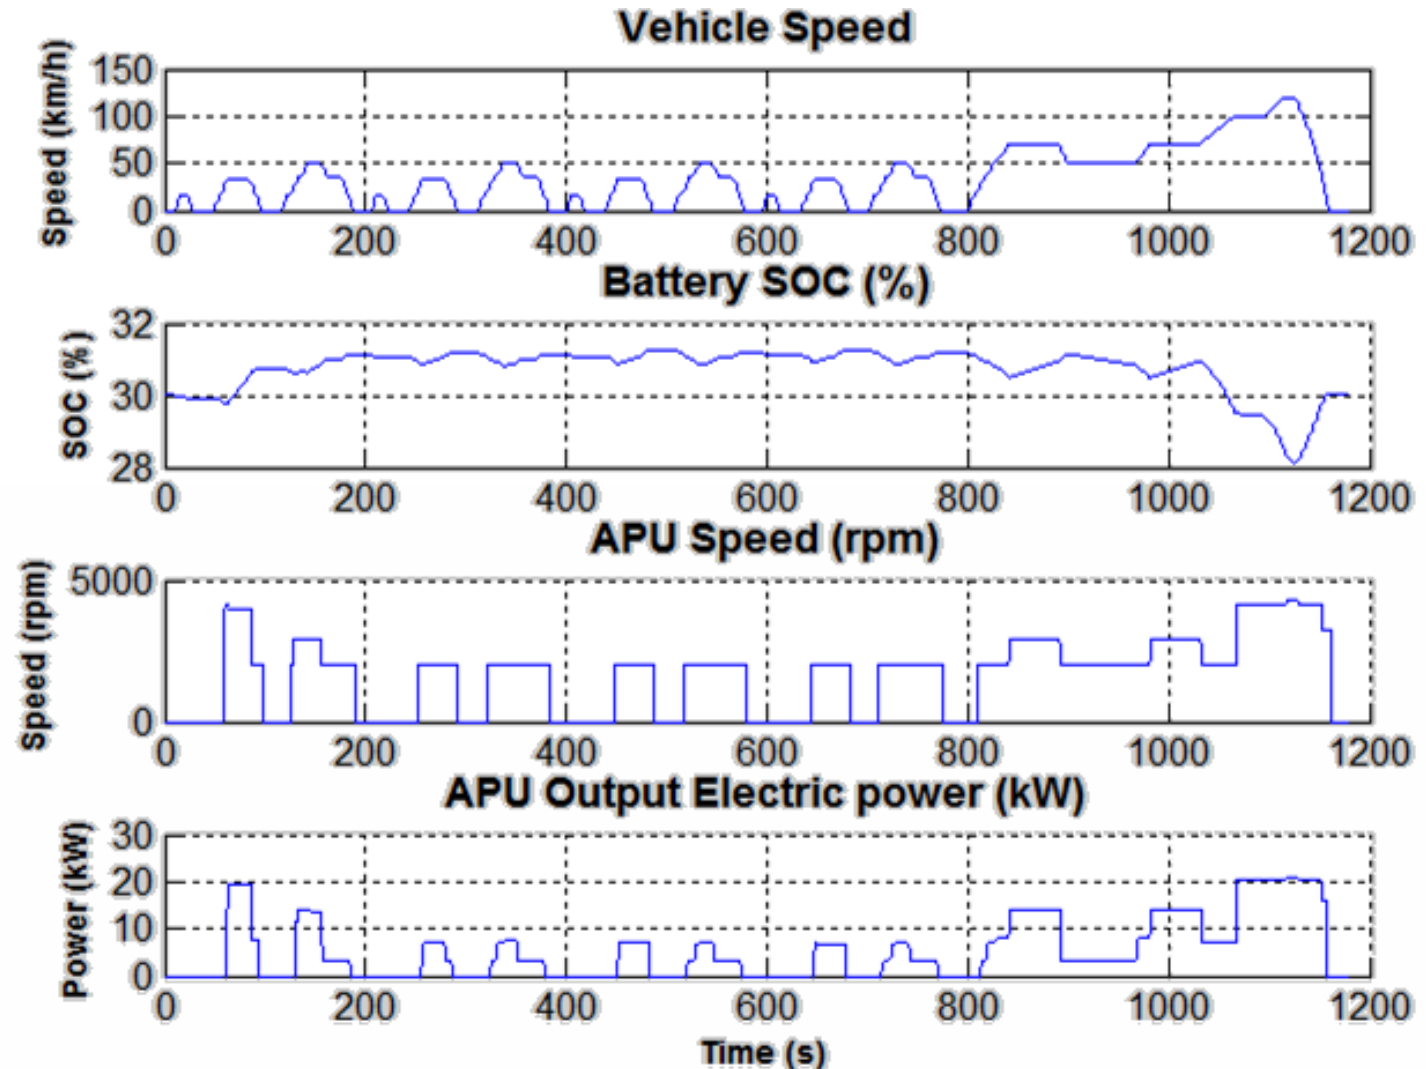 Vehicle Speed
Speed (km/h)
150
100
50
0
0 200 400 600 800 1000 1200
Battery SOC (%)
SOC (%)
32
30
28
0 200 400 600 800 1000 1200
APU Speed (rpm)
Speed (rpm)
5000
0
0 200 400 600 800 1000 1200
APU Output Electric power (kW)
Power (kW)
30
20
10
0
0 200 400 600 800 1000 1200
Time (s)